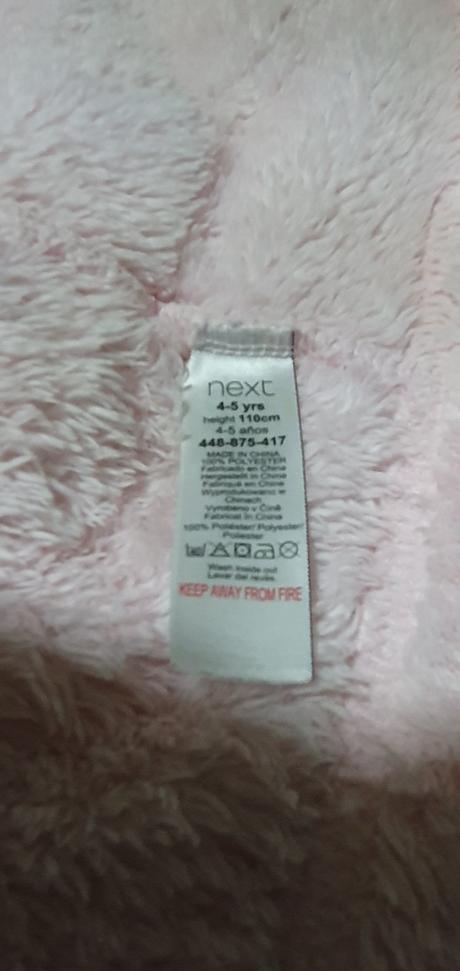 next
4-5 yrs
height 110cm
4-5 años
448-875-417
MADE IN CHINA
100% POLYESTER
Fabricado en China
Hergestellt in China
Fabriqué en Chine
Wyprodukowano w
Chinach
Vyrobeno v Číně
Fabricat în China
100% Poliéster/ Polyester/
Poliester
Wash inside out
Lavar del revés.
KEEP AWAY FROM FIRE